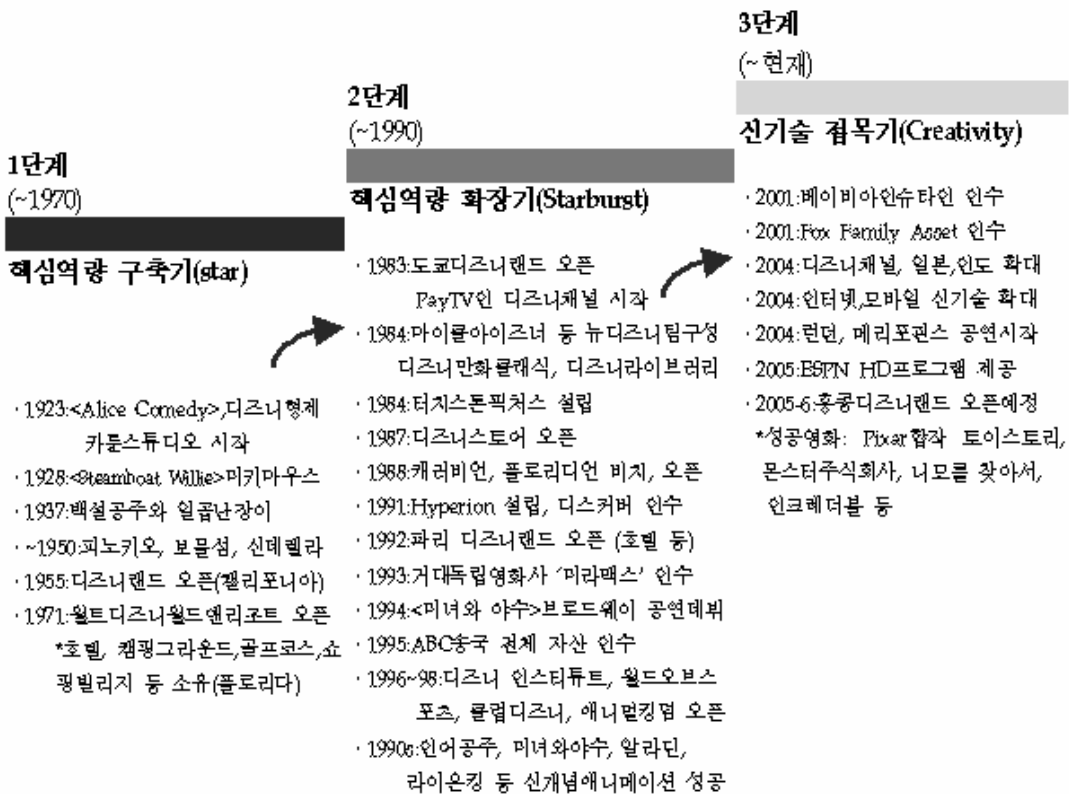 1단계
(~1970)
핵심역량 구축기(star)
· 1923:<Alice Comedy>,디즈니형제
카툰스튜디오 시작
· 1928:<Steamboat Willie>미키마우스
· 1937:백설공주와 일곱난장이
· ~1950:피노키오, 보물섬, 신데렐라
· 1955:디즈니랜드 오픈(캘리포니아)
· 1971:월트디즈니월드앤리조트 오픈
*호텔, 캠핑그라운드,골프코스,쇼
핑빌리지 등 소유(플로리다)
2단계
(~1990)
핵심역량 확장기(Starburst)
· 1983:도쿄디즈니랜드 오픈
PayTV인 디즈니채널 시작
· 1984:마이클아이즈너 등 뉴디즈니팀구성
디즈니만화클래식, 디즈니라이브러리
· 1984:터치스톤픽처스 설립
· 1987:디즈니스토어 오픈
· 1988:캐러비언, 플로리디언 비치, 오픈
· 1991:Hyperion 설립, 디스커버 인수
· 1992:파리 디즈니랜드 오픈 (호텔 등)
· 1993:거대독립영화사 ‘미라맥스’ 인수
· 1994:<미녀와 야수>브로드웨이 공연데뷔
· 1995:ABC방송국 전체 자산 인수
· 1996~98:디즈니 인스티튜트, 월드오브스
포츠, 클럽디즈니, 애니멀킹덤 오픈
· 1990s:인어공주, 미녀와야수, 알라딘,
라이온킹 등 신개념애니메이션 성공
3단계
(~현재)
신기술 접목기(Creativity)
· 2001:베이비아인슈타인 인수
· 2001:Fox Family Asset 인수
· 2004:디즈니채널, 일본,인도 확대
· 2004:인터넷,모바일 신기술 확대
· 2004:런던, 메리포핀스 공연시작
· 2005:ESPN HD프로그램 제공
· 2005-6:홍콩디즈니랜드 오픈예정
*성공영화: Pixar합작 토이스토리,
몬스터주식회사, 니모를 찾아서,
인크레더블 등